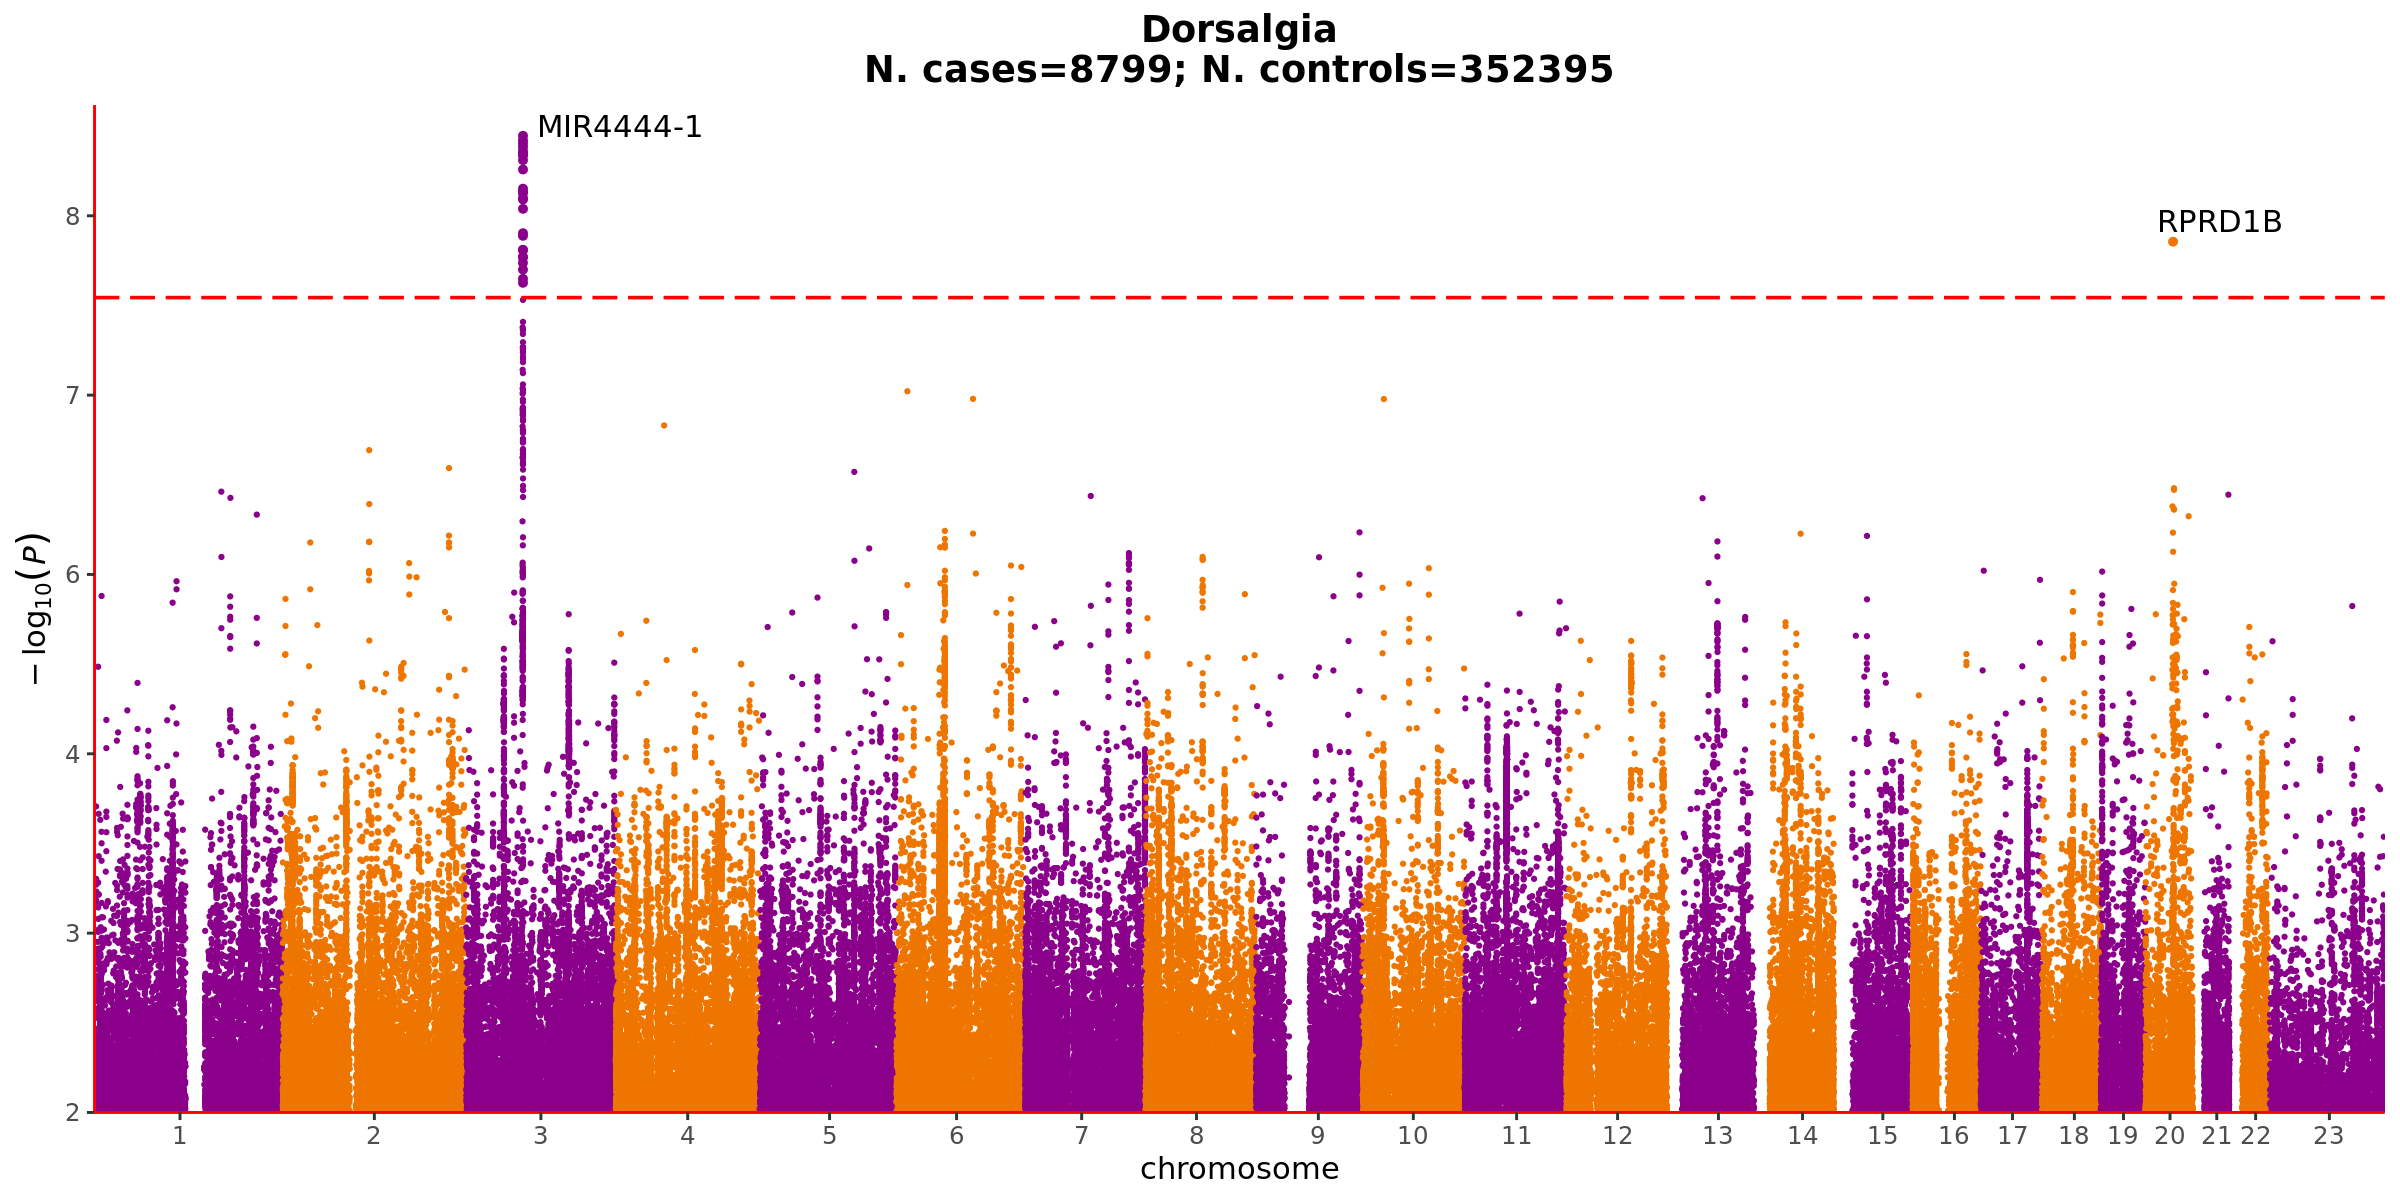 Dorsalgia
N. cases=8799; N. controls=352395
MIR4444-1
RPRD1B
8
7
6
5
4
3
2
−log10(P)
1 2 3 4 5 6 7 8 9 10 11 12 13 14 15 16 17 18 19 20 21 22 23
chromosome